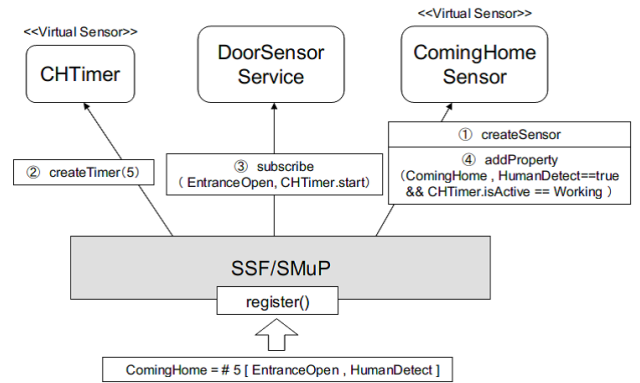 <<Virtual Sensor>>
CHTimer
DoorSensor
Service
<<Virtual Sensor>>
ComingHome
Sensor
① createSensor
② createTimer(5)
③ subscribe
( EntranceOpen, CHTimer.start)
④ addProperty
(ComingHome , HumanDetect==true
&& CHTimer.isActive == Working )
SSF/SMuP
register()
ComingHome = # 5 [ EntranceOpen , HumanDetect ]